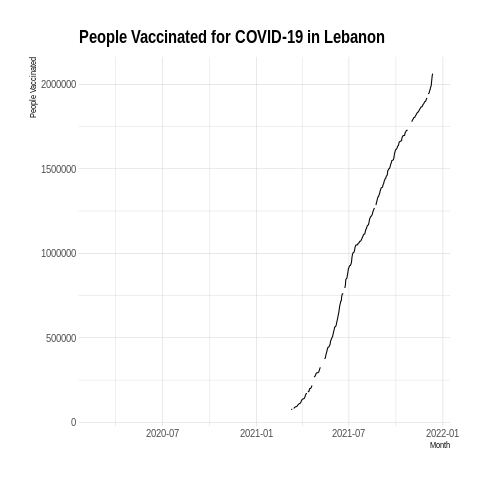 People Vaccinated for COVID-19 in Lebanon
People Vaccinated
2000000
1500000
1000000
500000
0
2020-07 2021-01 2021-07 2022-01
Month